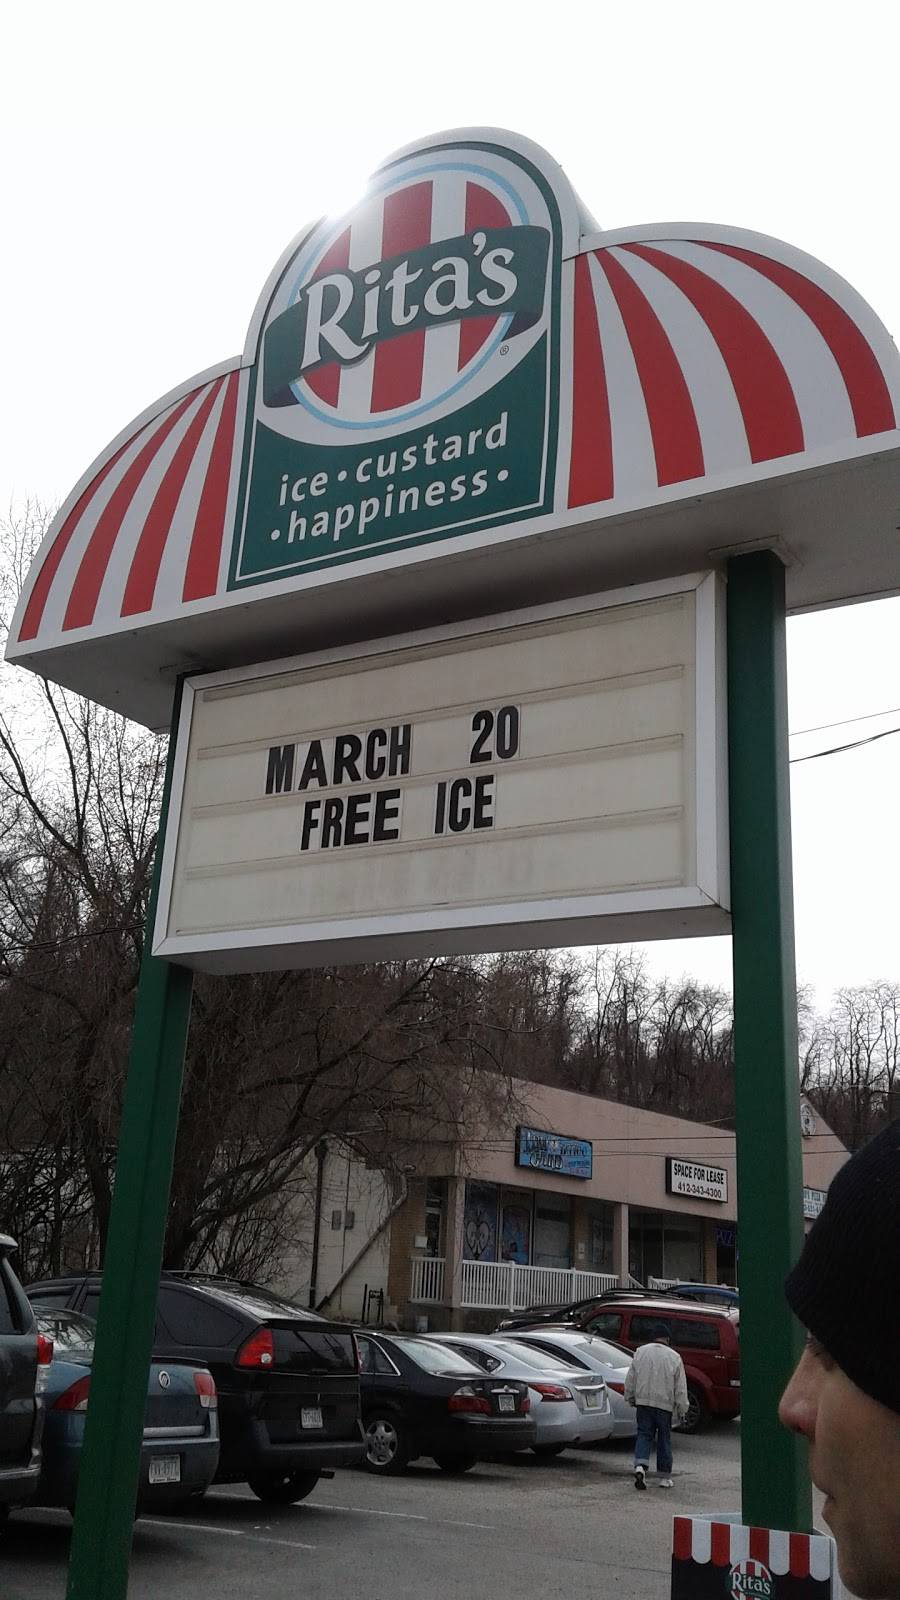 Rita's
®
ice • custard
• happiness •
MARCH 20
FREE ICE
SPACE FOR LEASE
412-343-4300
Rita's